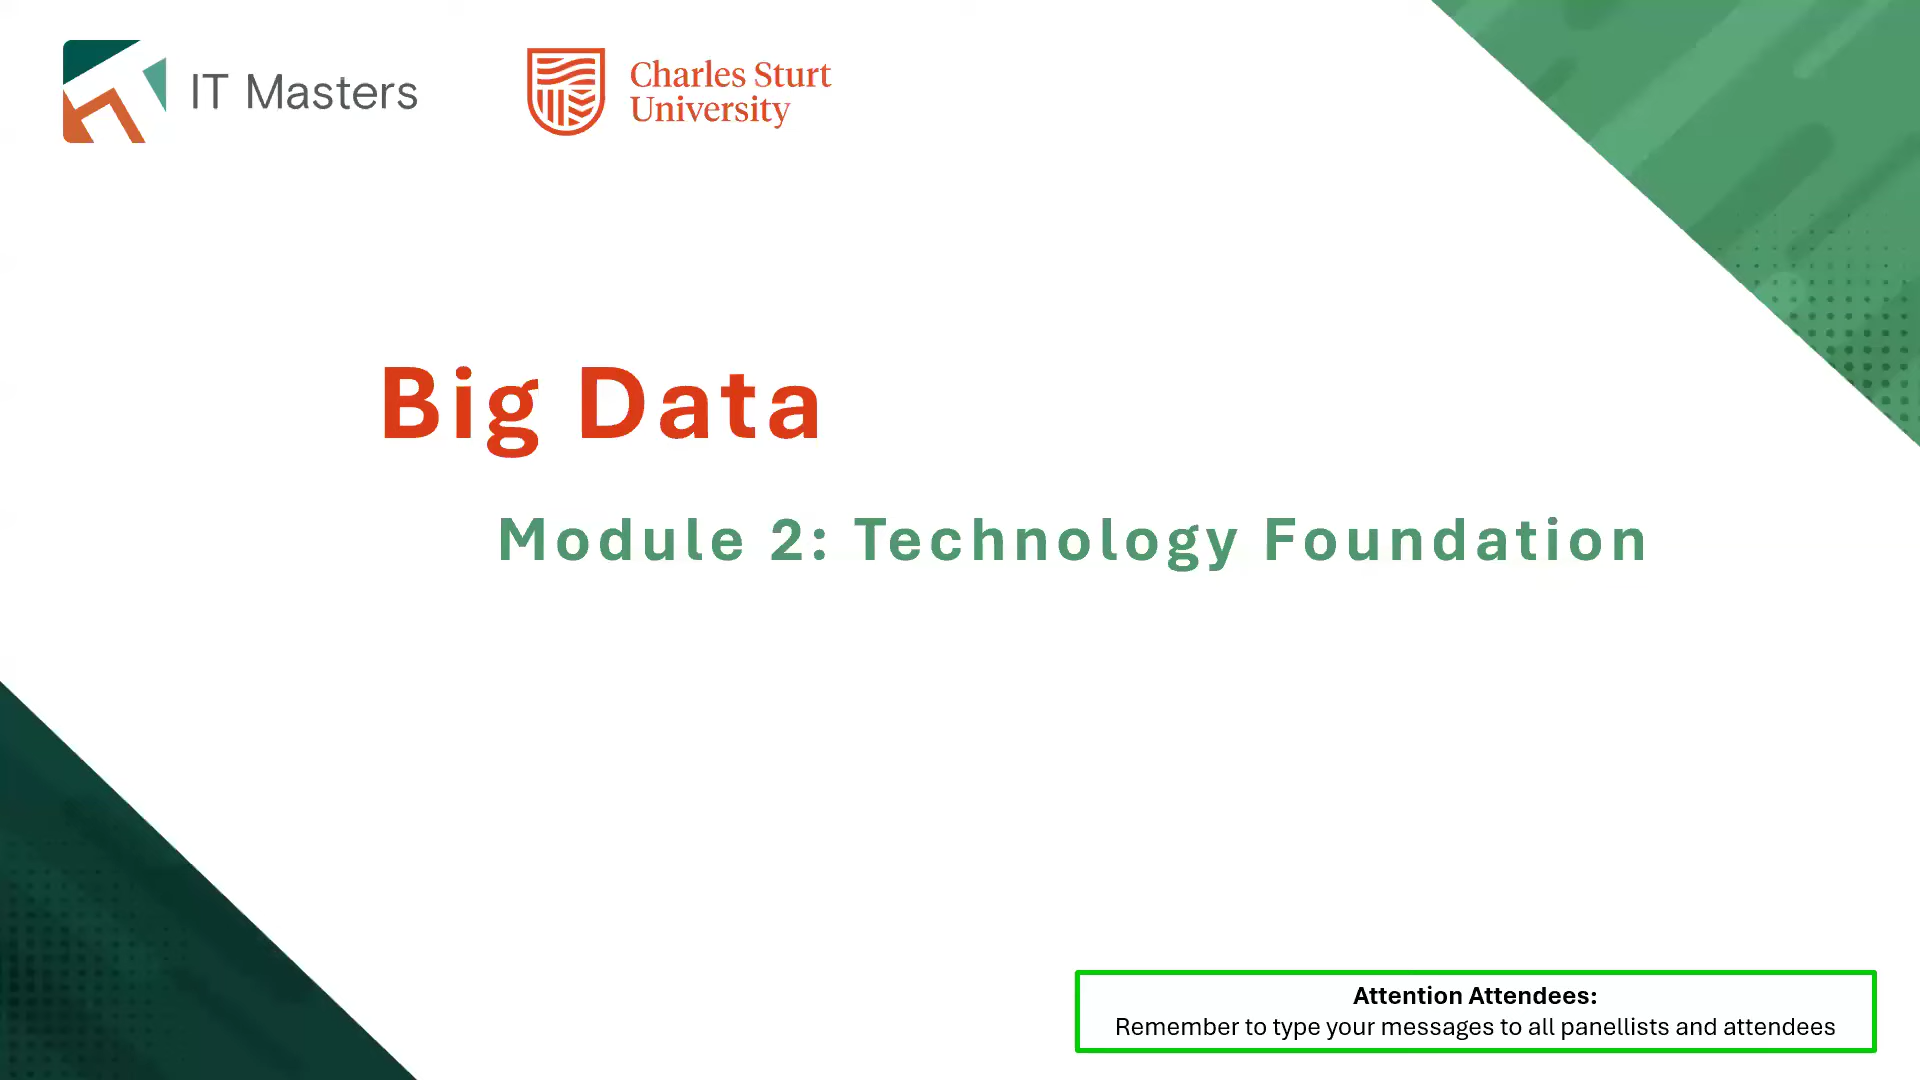 IT Masters
Charles Sturt
University
Big Data
Module 2: Technology Foundation
Attention Attendees:
Remember to type your messages to all panellists and attendees